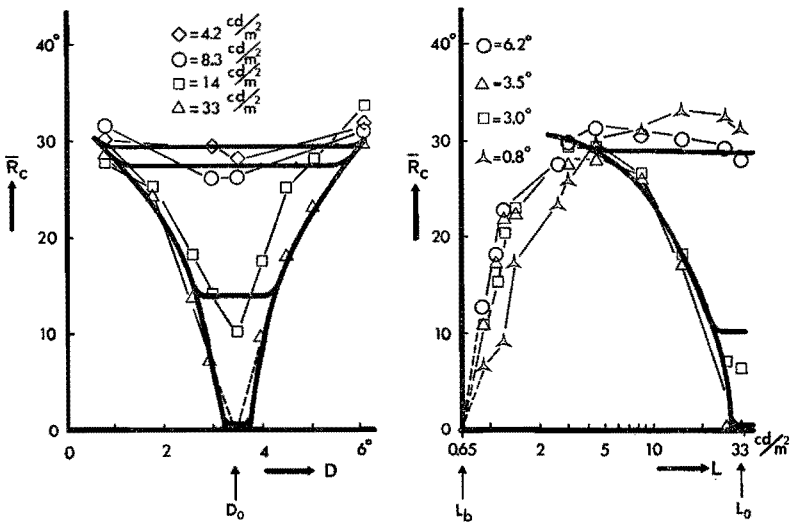 40°
30
20
10
0
R̄c
◇ = 4.2 cd/m²
○ = 8.3 cd/m²
□ = 14 cd/m²
△ = 33 cd/m²
0 2 4 6°
D
D₀
40°
30
20
10
0
R̄c
○ = 6.2°
△ = 3.5°
□ = 3.0°
⅄ = 0.8°
0.65 2 5 10 33 cd/m²
L
L_b
L₀